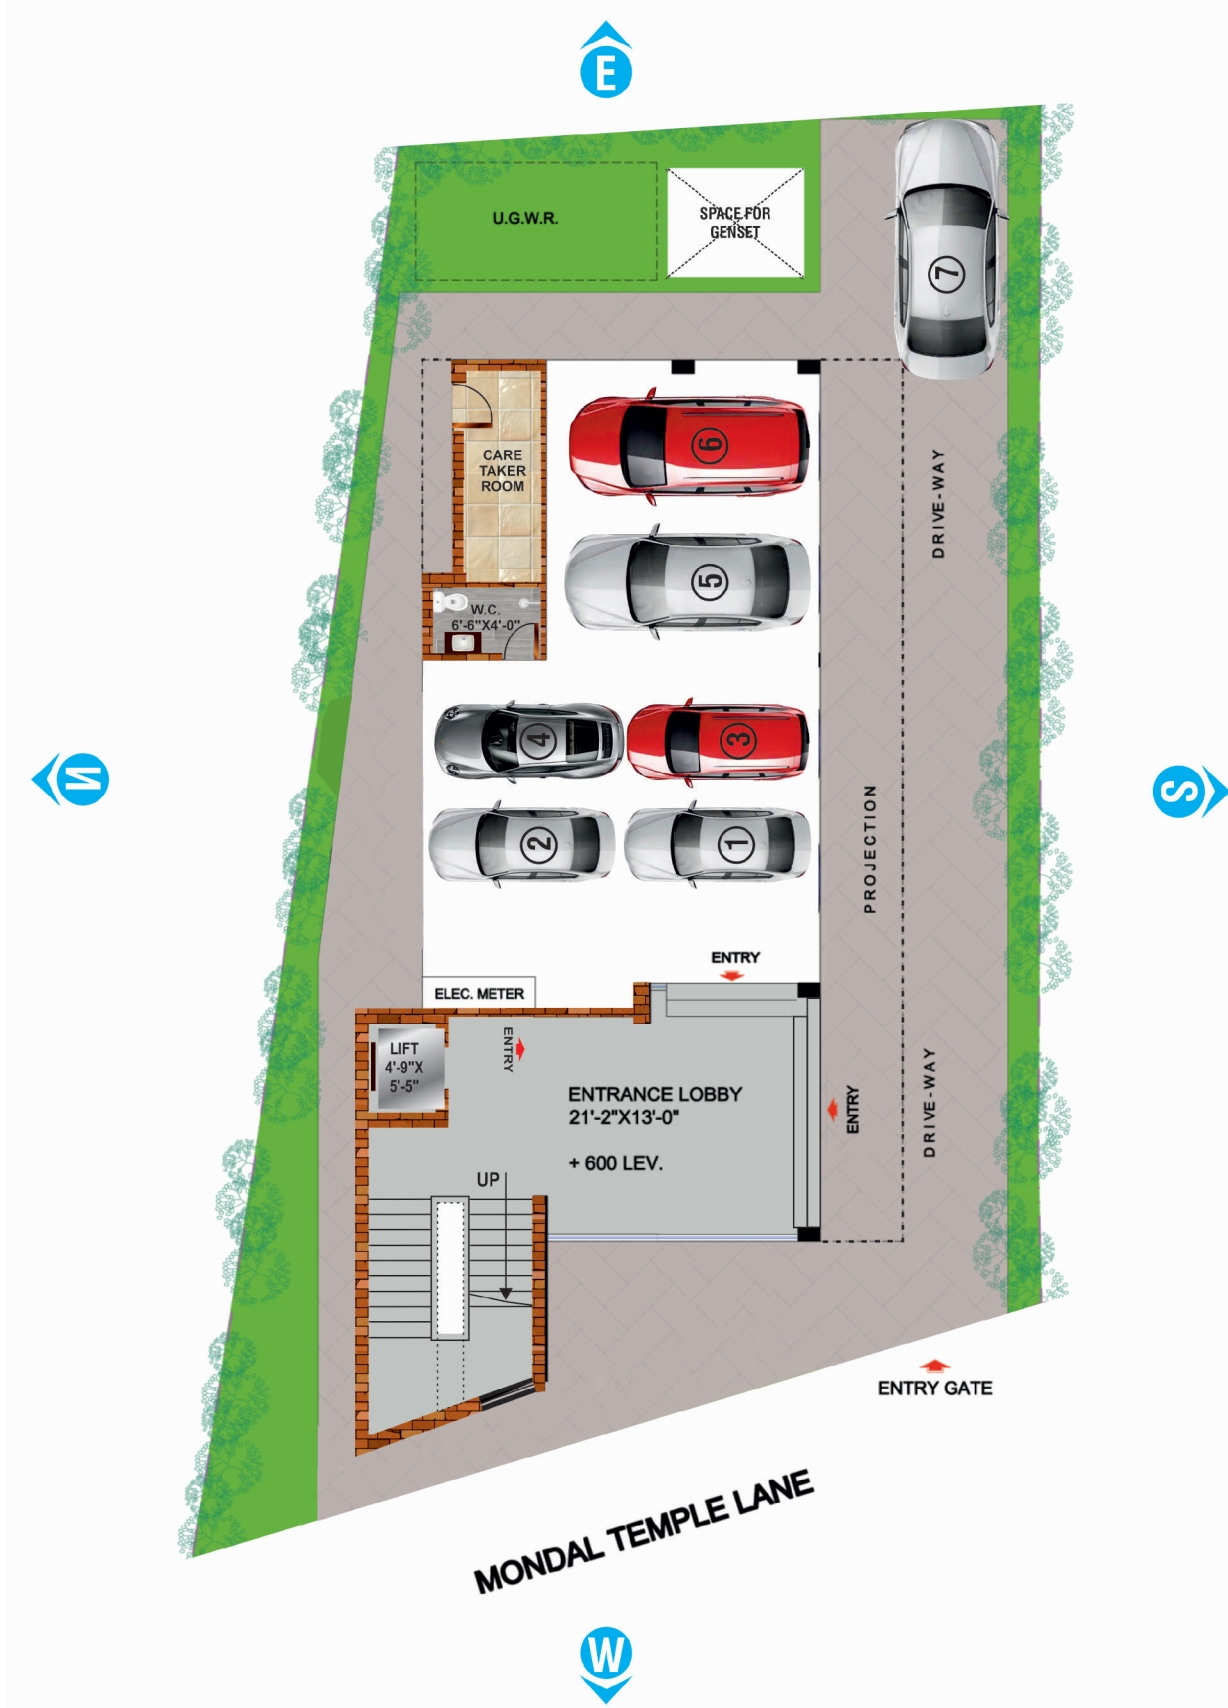 E
U.G.W.R.
SPACE FOR
GENSET
7
6
CARE
TAKER
ROOM
DRIVE-WAY
5
W.C.
6'-6"X4'-0"
4
3
N
S
2
1
PROJECTION
ENTRY
ELEC. METER
LIFT
4'-9"X
5'-5"
ENTRY
ENTRANCE LOBBY
21'-2"X13'-0"
+ 600 LEV.
ENTRY
DRIVE-WAY
UP
ENTRY GATE
MONDAL TEMPLE LANE
W